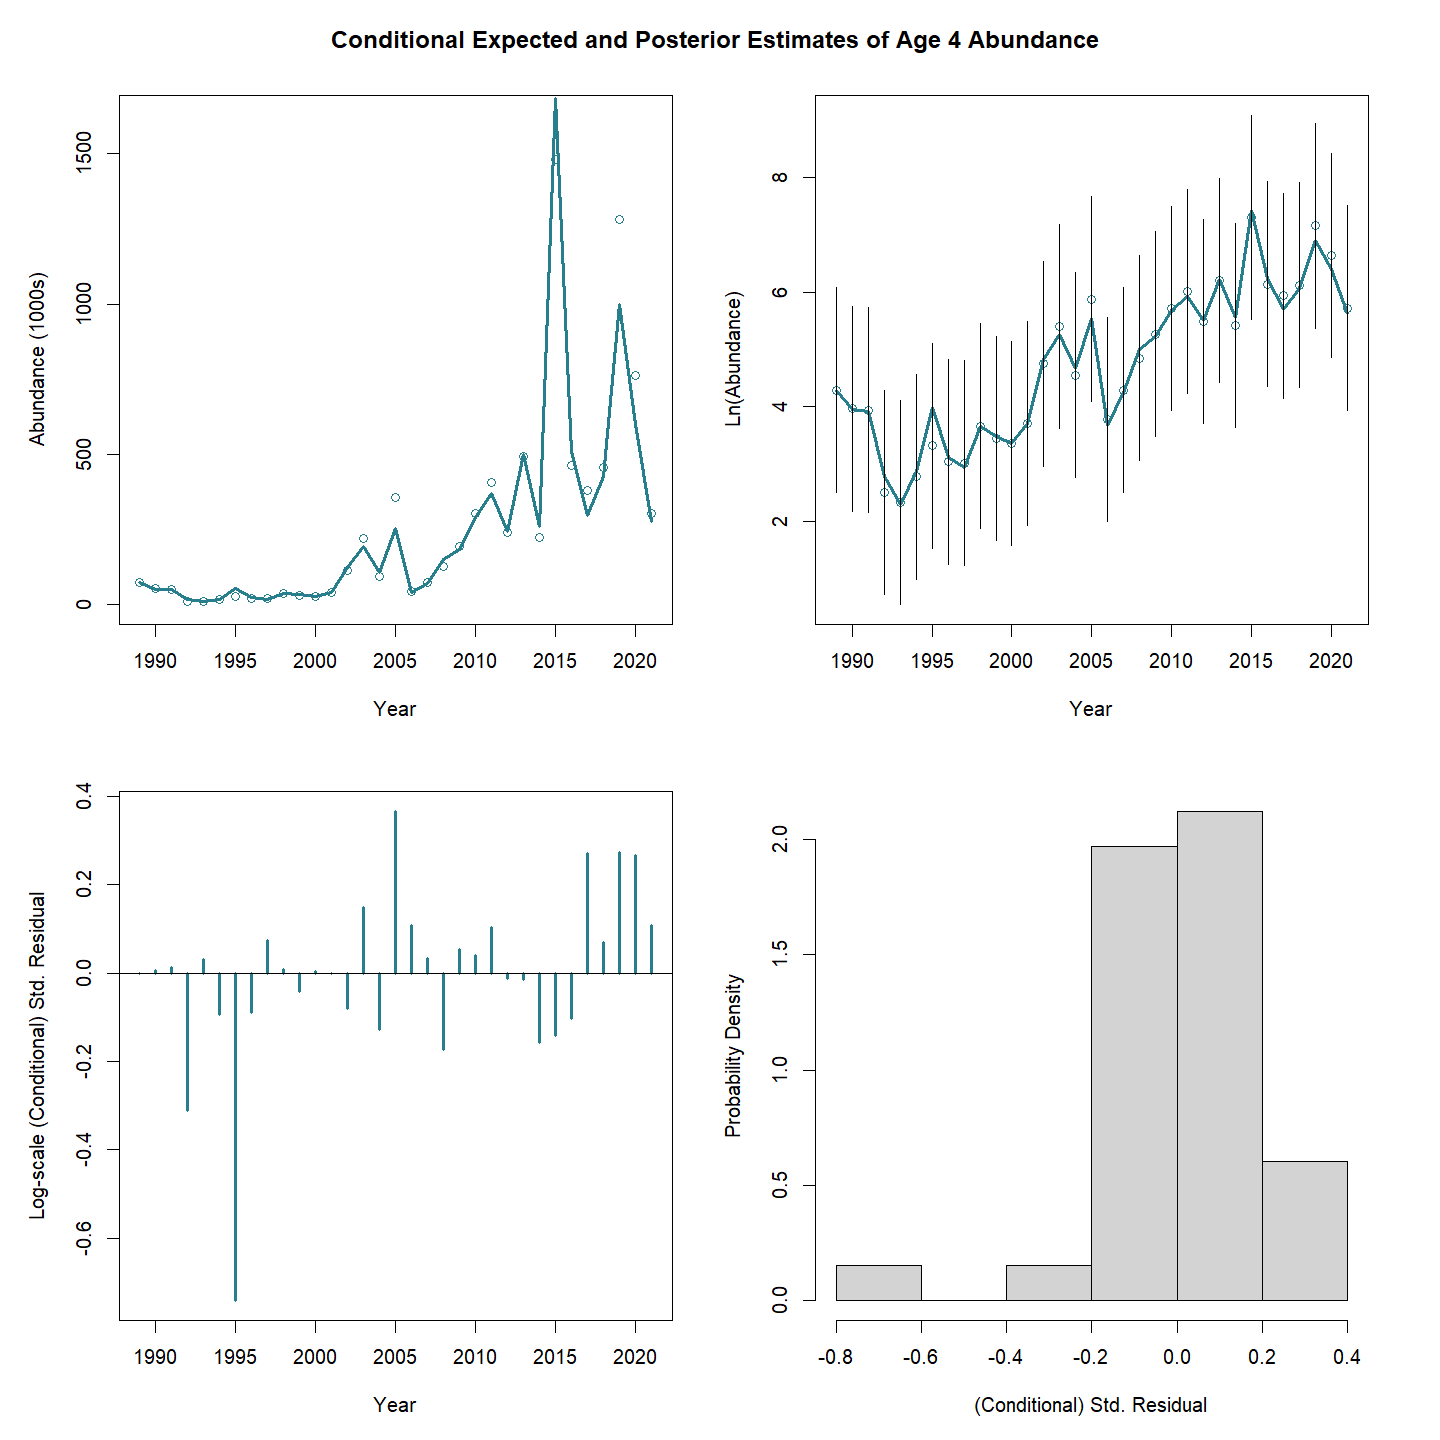 Conditional Expected and Posterior Estimates of Age 4 Abundance
Abundance (1000s)
1500
1000
500
0
1990 1995 2000 2005 2010 2015 2020
Year
Ln(Abundance)
8
6
4
2
1990 1995 2000 2005 2010 2015 2020
Year
Log-scale (Conditional) Std. Residual
0.4
0.2
0.0
-0.2
-0.4
-0.6
1990 1995 2000 2005 2010 2015 2020
Year
Probability Density
2.0
1.5
1.0
0.5
0.0
-0.8 -0.6 -0.4 -0.2 0.0 0.2 0.4
(Conditional) Std. Residual